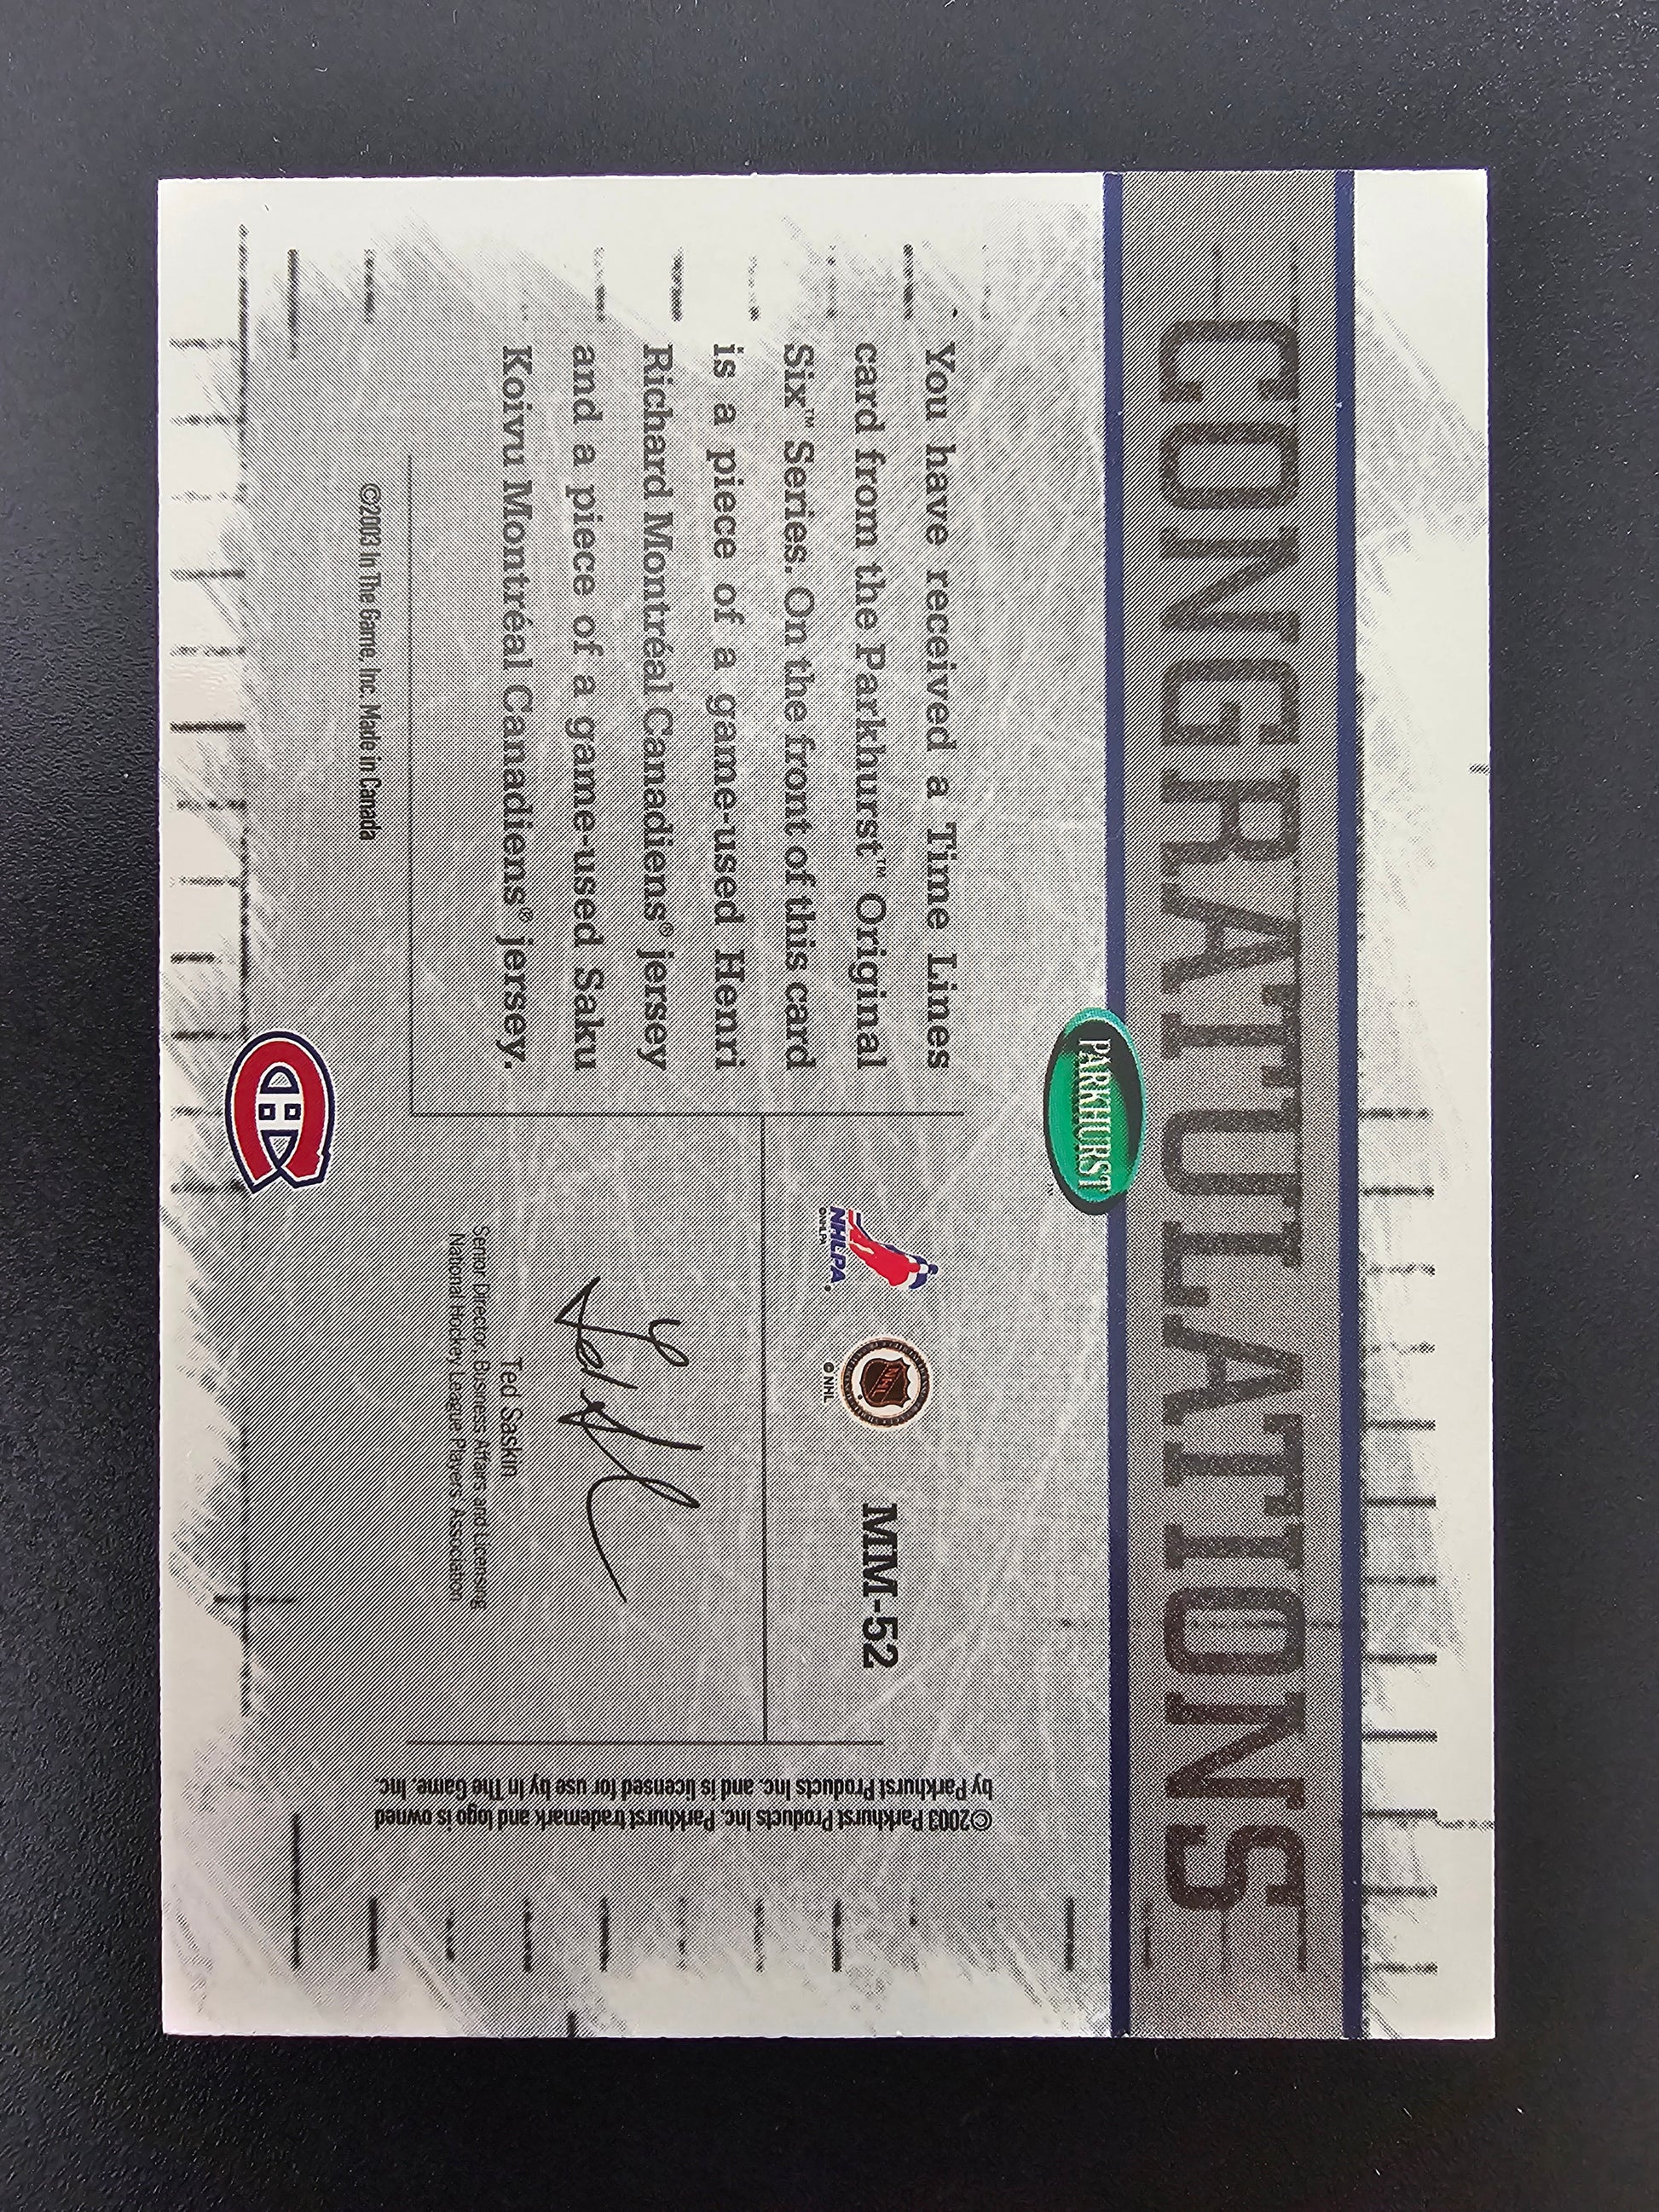 CONGRATULATIONS
PARKHURST™
You have received a Time Lines
card from the Parkhurst™ Original
Six™ Series. On the front of this card
is a piece of a game-used Henri
Richard Montréal Canadiens® jersey
and a piece of a game-used Saku
Koivu Montréal Canadiens® jersey.
©2003 In The Game, Inc. Made in Canada
NHLPA®
©NHLPA
NHL
© NHL
MM-52
Ted Saskin
Senior Director, Business Affairs and Licensing
National Hockey League Players' Association
©2003 Parkhurst Products Inc. Parkhurst trademark and logo is owned
by Parkhurst Products Inc. and is licensed for use by In The Game, Inc.